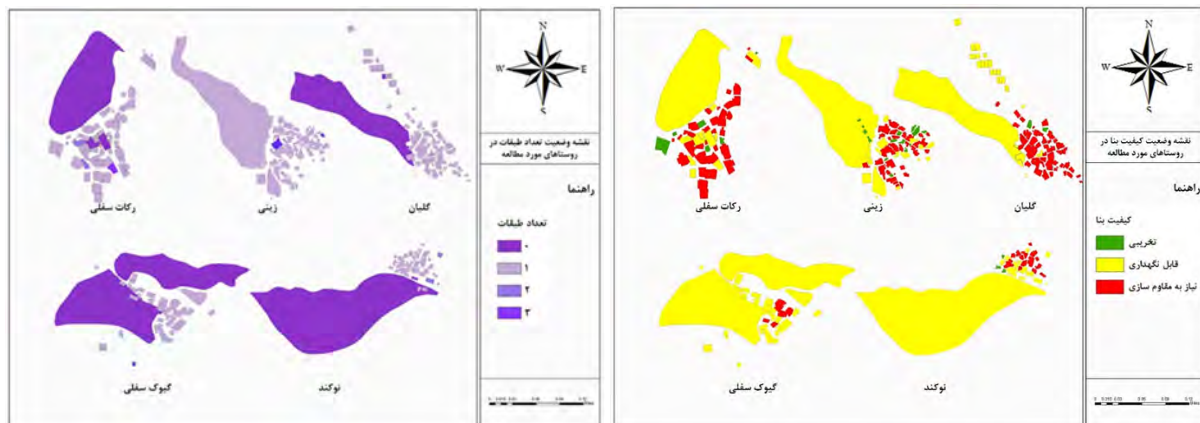 N
W E
S
نقشه وضعیت تعداد طبقات در
روستاهای مورد مطالعه
راهنما
تعداد طبقات
۰
۱
۲
۳
رکات سفلی
زینی
گلیان
گیوک سفلی
نوکند
N
W E
S
نقشه وضعیت کیفیت بنا در
روستاهای مورد مطالعه
راهنما
کیفیت بنا
تخریبی
قابل نگهداری
نیاز به مقاوم سازی
رکات سفلی
زینی
گلیان
گیوک سفلی
نوکند